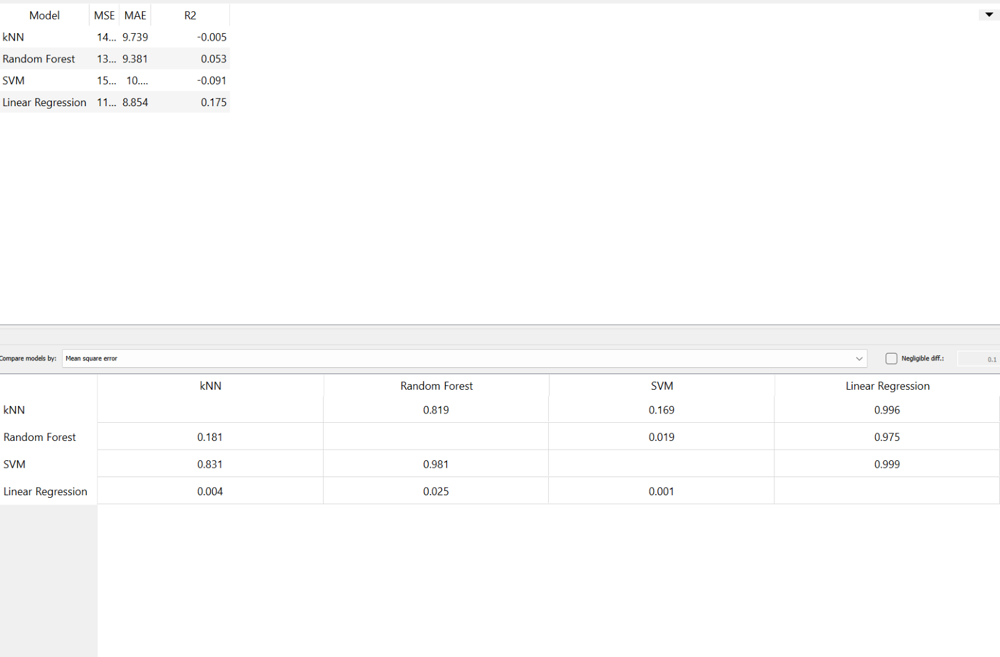 Model MSE MAE R2
kNN 14... 9.739 -0.005
Random Forest 13... 9.381 0.053
SVM 15... 10.... -0.091
Linear Regression 11... 8.854 0.175
Compare models by: Mean square error Negligible diff.: 0.1
kNN Random Forest SVM Linear Regression
kNN 0.819 0.169 0.996
Random Forest 0.181 0.019 0.975
SVM 0.831 0.981 0.999
Linear Regression 0.004 0.025 0.001